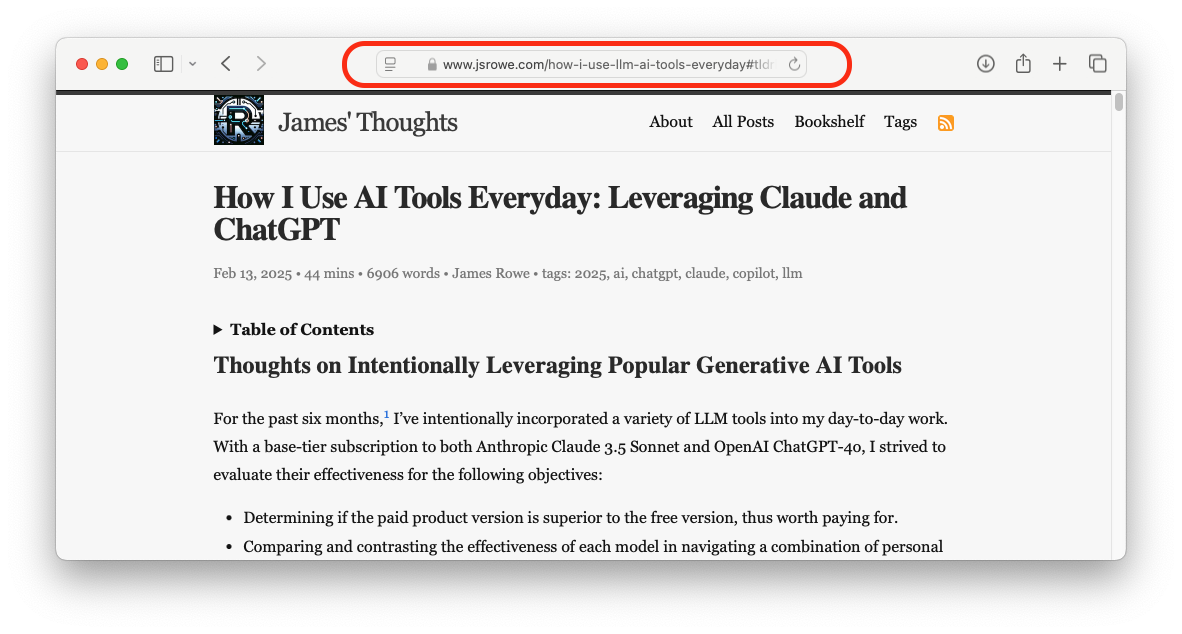 www.jsrowe.com/how-i-use-llm-ai-tools-everyday#tldr
James' Thoughts
About All Posts Bookshelf Tags
How I Use AI Tools Everyday: Leveraging Claude and
ChatGPT
Feb 13, 2025 • 44 mins • 6906 words • James Rowe • tags: 2025, ai, chatgpt, claude, copilot, llm
▶ Table of Contents
Thoughts on Intentionally Leveraging Popular Generative AI Tools
For the past six months,¹ I’ve intentionally incorporated a variety of LLM tools into my day-to-day work.
With a base-tier subscription to both Anthropic Claude 3.5 Sonnet and OpenAI ChatGPT-4o, I strived to
evaluate their effectiveness for the following objectives:
• Determining if the paid product version is superior to the free version, thus worth paying for.
• Comparing and contrasting the effectiveness of each model in navigating a combination of personal